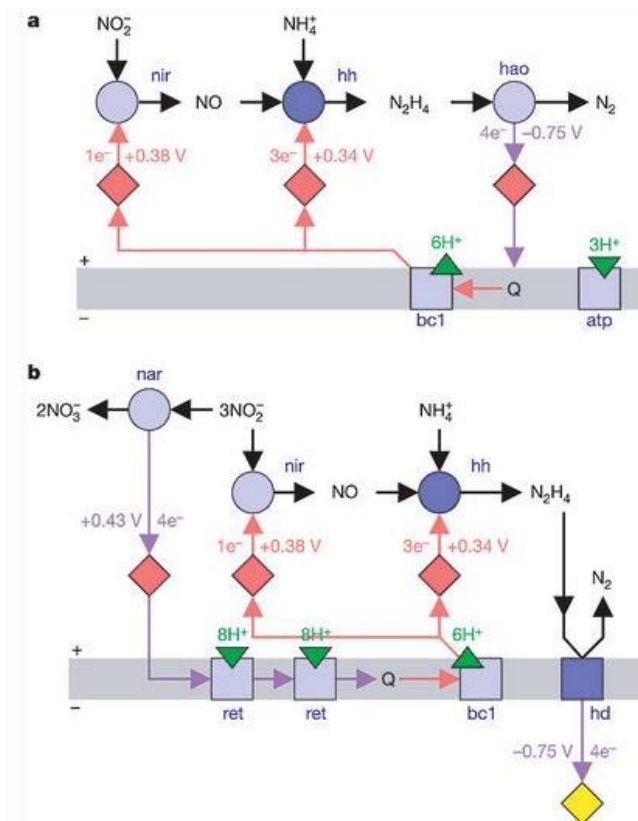 a
NO₂⁻ NH₄⁺
nir hh hao
NO N₂H₄ N₂
1e⁻ +0.38 V 3e⁻ +0.34 V 4e⁻ −0.75 V
6H⁺ 3H⁺
+
Q
−
bc1 atp
b
nar
2NO₃⁻ 3NO₂⁻ NH₄⁺
nir hh
NO N₂H₄
+0.43 V 4e⁻ 1e⁻ +0.38 V 3e⁻ +0.34 V
N₂
8H⁺ 8H⁺ 6H⁺
+
Q
−
ret ret bc1 hd
−0.75 V 4e⁻